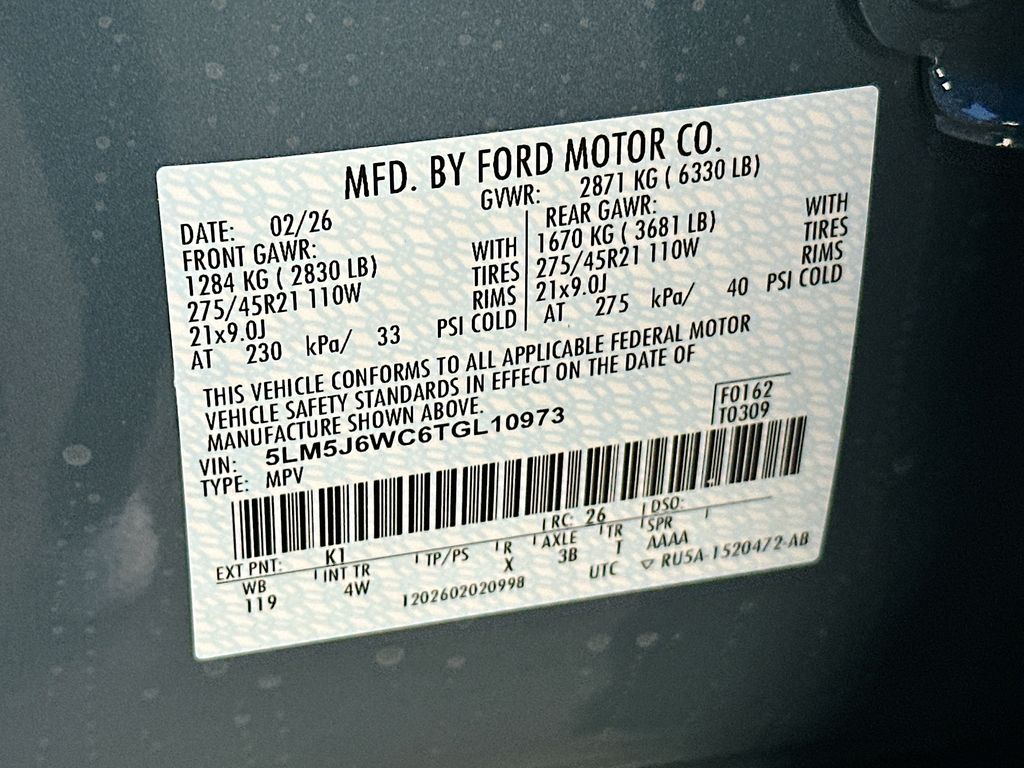 MFD. BY FORD MOTOR CO.
DATE: 02/26 GVWR: 2871 KG ( 6330 LB)
FRONT GAWR: REAR GAWR:
1284 KG ( 2830 LB) WITH 1670 KG ( 3681 LB) WITH
275/45R21 110W TIRES 275/45R21 110W TIRES
21x9.0J RIMS 21x9.0J RIMS
AT 230 kPa/ 33 PSI COLD AT 275 kPa/ 40 PSI COLD
THIS VEHICLE CONFORMS TO ALL APPLICABLE FEDERAL MOTOR
VEHICLE SAFETY STANDARDS IN EFFECT ON THE DATE OF
MANUFACTURE SHOWN ABOVE.
F0162
T0309
VIN: 5LM5J6WC6TGL10973
TYPE: MPV
EXT PNT: K1 RC: 26 DSO:
WB INT TR TP/PS R AXLE TR SPR
119 4W X 3B T AAAA
1202602020998 UTC ▽ RU5A-1520472-AB